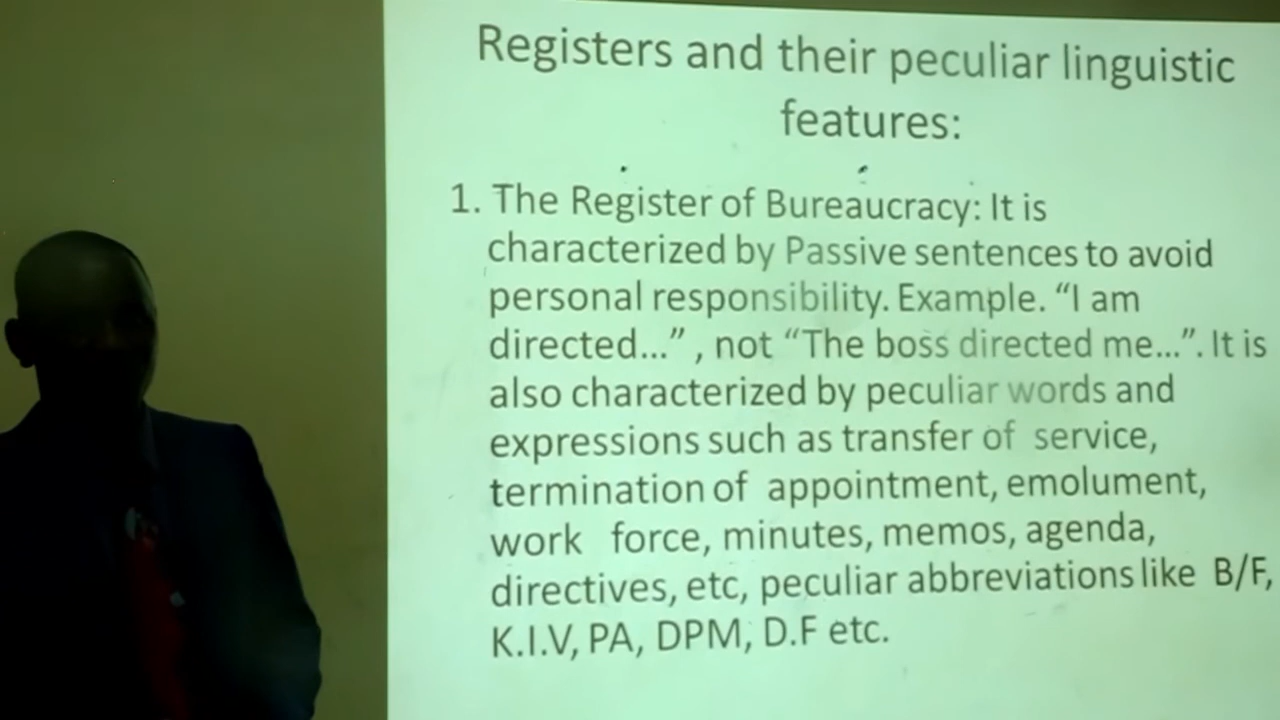 Registers and their peculiar linguistic
features:
1. The Register of Bureaucracy: It is
characterized by Passive sentences to avoid
personal responsibility. Example. “I am
directed...” , not “The boss directed me...”. It is
also characterized by peculiar words and
expressions such as transfer of service,
termination of appointment, emolument,
work force, minutes, memos, agenda,
directives, etc, peculiar abbreviations like B/F,
K.I.V, PA, DPM, D.F etc.